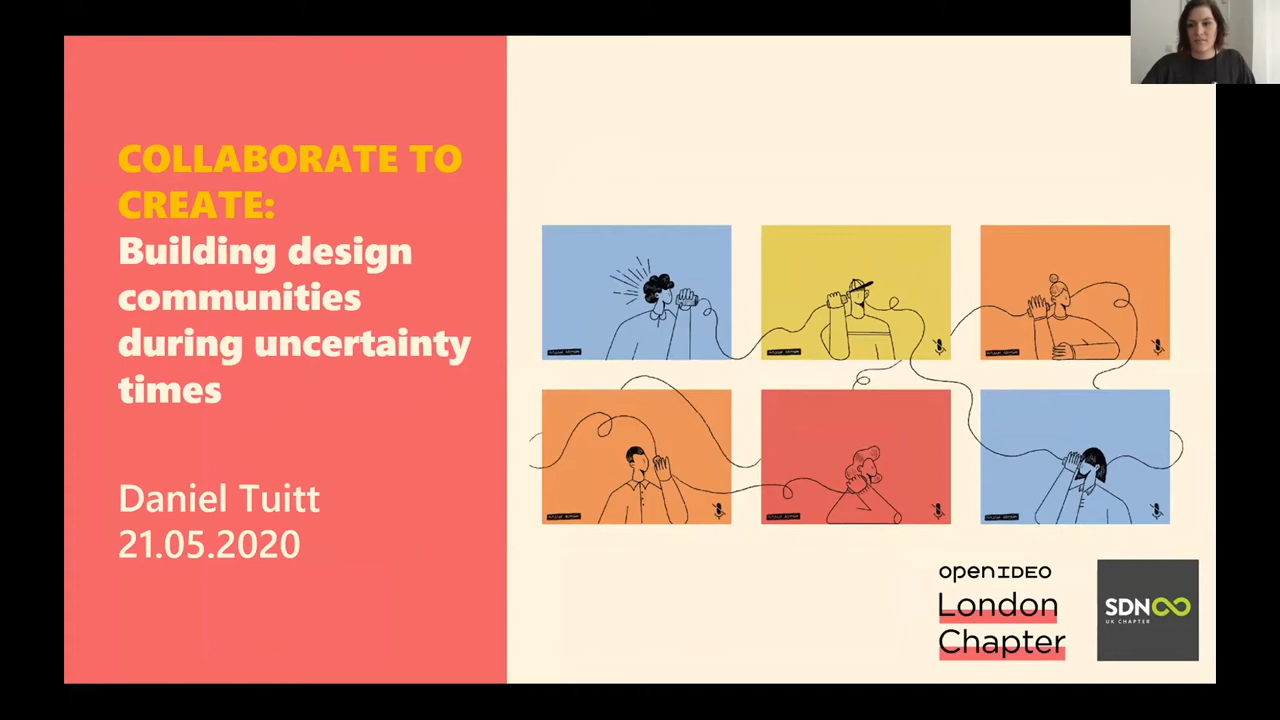 COLLABORATE TO
CREATE:
Building design
communities
during uncertainty
times
Daniel Tuitt
21.05.2020
openIDEO
London
Chapter
SDN
UK CHAPTER